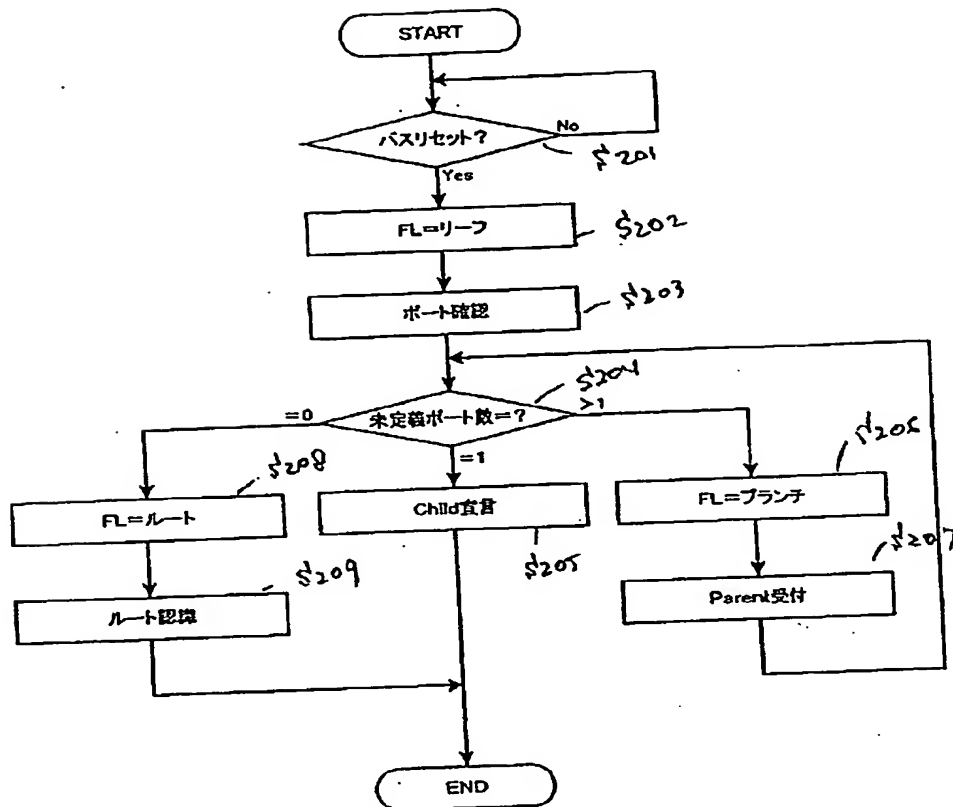 START
No
バスリセット?
S201
Yes
FL=リーフ
S202
ポート確認
S203
S204
=0
未定義ポート数=?
>1
=1
S208
S206
FL=ルート
Child宣言
FL=ブランチ
S205
S207
S209
Parent受付
ルート認識
END